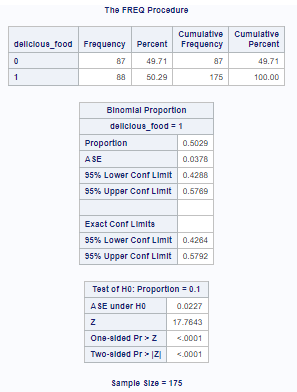 The FREQ Procedure
delicious_food Frequency Percent Cumulative Frequency Cumulative Percent
0 87 49.71 87 49.71
1 88 50.29 175 100.00
Binomial Proportion
delicious_food = 1
Proportion 0.5029
ASE 0.0378
95% Lower Conf Limit 0.4288
95% Upper Conf Limit 0.5769
Exact Conf Limits
95% Lower Conf Limit 0.4264
95% Upper Conf Limit 0.5792
Test of H0: Proportion = 0.1
ASE under H0 0.0227
Z 17.7643
One-sided Pr > Z <.0001
Two-sided Pr > |Z| <.0001
Sample Size = 175